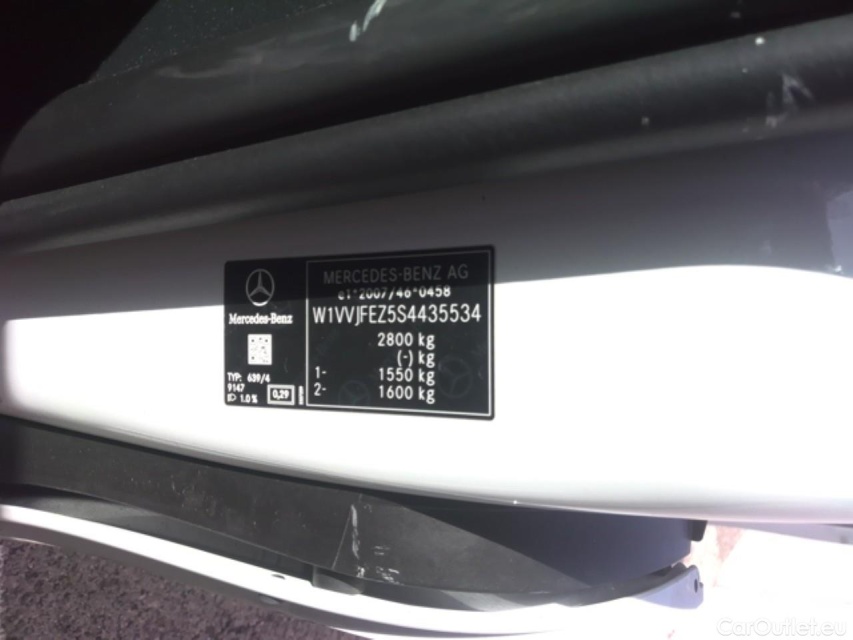 MERCEDES-BENZ AG
e1*2007/46*0458
W1VVJFEZ5S4435534
2800 kg
(-) kg
1- 1550 kg
2- 1600 kg
Mercedes-Benz
TYP: 639/4
9147
1.0 %
0,29
CarOutlet.eu